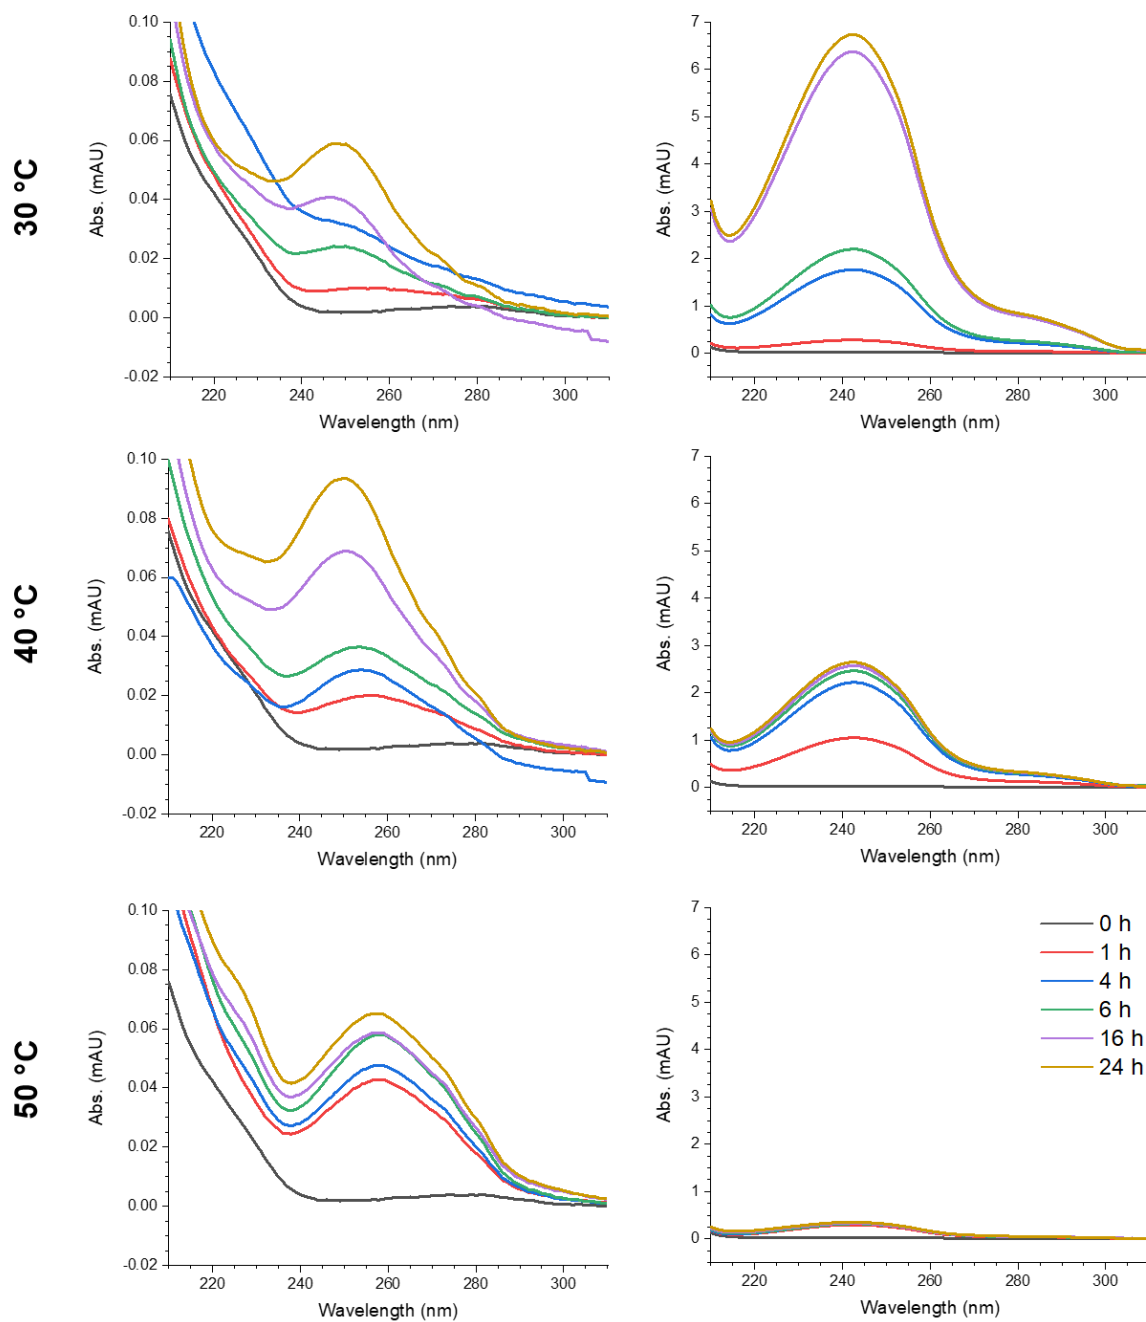 30 °C
Abs. (mAU)
0.10
0.08
0.06
0.04
0.02
0.00
-0.02
220 240 260 280 300
Wavelength (nm)
Abs. (mAU)
7
6
5
4
3
2
1
0
220 240 260 280 300
Wavelength (nm)
40 °C
Abs. (mAU)
0.10
0.08
0.06
0.04
0.02
0.00
-0.02
220 240 260 280 300
Wavelength (nm)
Abs. (mAU)
7
6
5
4
3
2
1
0
220 240 260 280 300
Wavelength (nm)
50 °C
Abs. (mAU)
0.10
0.08
0.06
0.04
0.02
0.00
-0.02
220 240 260 280 300
Wavelength (nm)
Abs. (mAU)
7
6
5
4
3
2
1
0
220 240 260 280 300
Wavelength (nm)
0 h
1 h
4 h
6 h
16 h
24 h